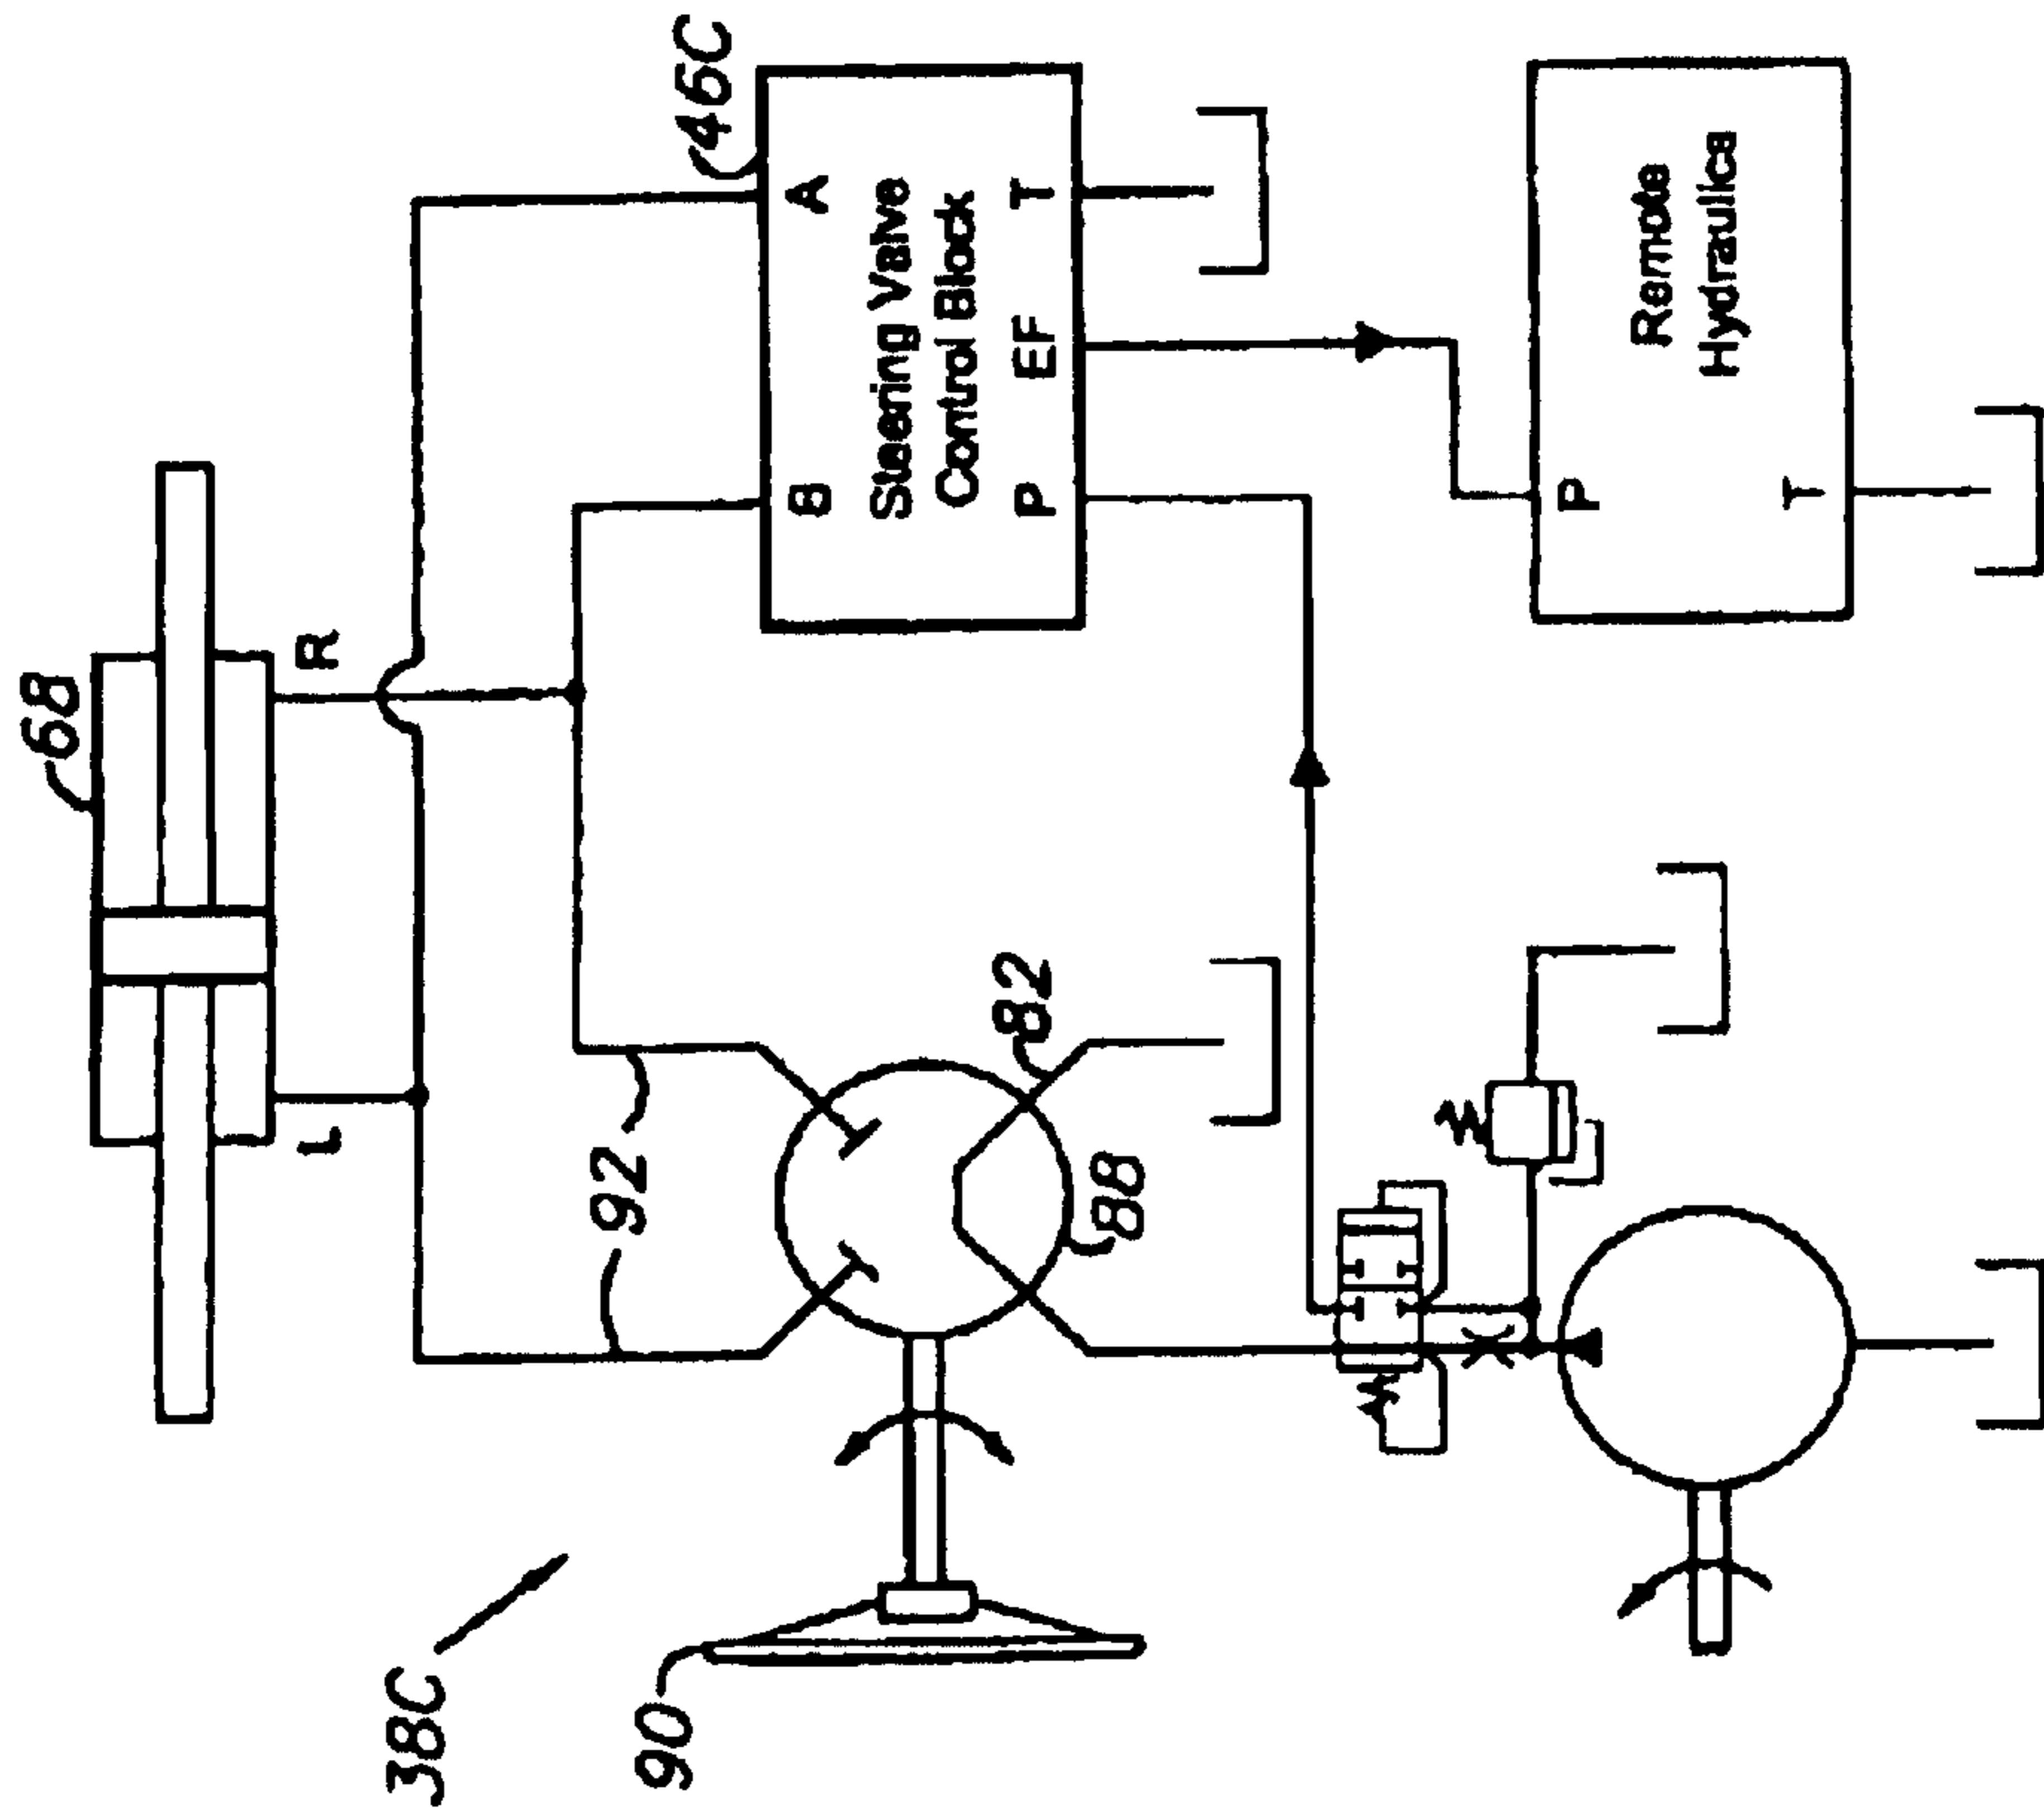 68
R
L
46C
B
A
Steering Valve
Control Block
P
EF
T
92
82
88
38C
90
P
Remote
Hydraulics
T